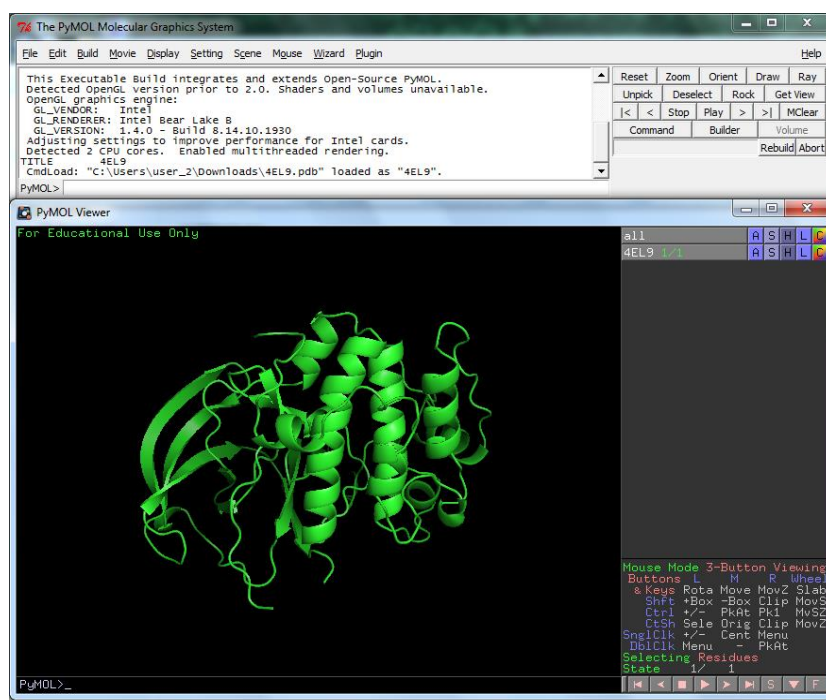 The PyMOL Molecular Graphics System
File Edit Build Movie Display Setting Scene Mouse Wizard Plugin Help
This Executable Build integrates and extends Open-Source PyMOL.
Detected OpenGL version prior to 2.0. Shaders and volumes unavailable.
OpenGL graphics engine:
GL_VENDOR: Intel
GL_RENDERER: Intel Bear Lake B
GL_VERSION: 1.4.0 - Build 8.14.10.1930
Adjusting settings to improve performance for Intel cards.
Detected 2 CPU cores. Enabled multithreaded rendering.
TITLE 4EL9
CmdLoad: "C:\Users\user_2\Downloads\4EL9.pdb" loaded as "4EL9".
PyMOL>
Reset Zoom Orient Draw Ray
Unpick Deselect Rock Get View
|< < Stop Play > >| MClear
Command Builder Volume
Rebuild Abort
PyMOL Viewer
For Educational Use Only
all A S H L C
4EL9 1/1 A S H L C
Mouse Mode 3-Button Viewing
Buttons L M R Wheel
& Keys Rota Move MovZ Slab
Shft +Box -Box Clip MovS
Ctrl +/- PkAt Pk1 MvSZ
CtSh Sele Orig Clip MovZ
SnglClk +/- Cent Menu
DblClk Menu - PkAt
Selecting Residues
State 1/ 1
PyMOL>_
S F